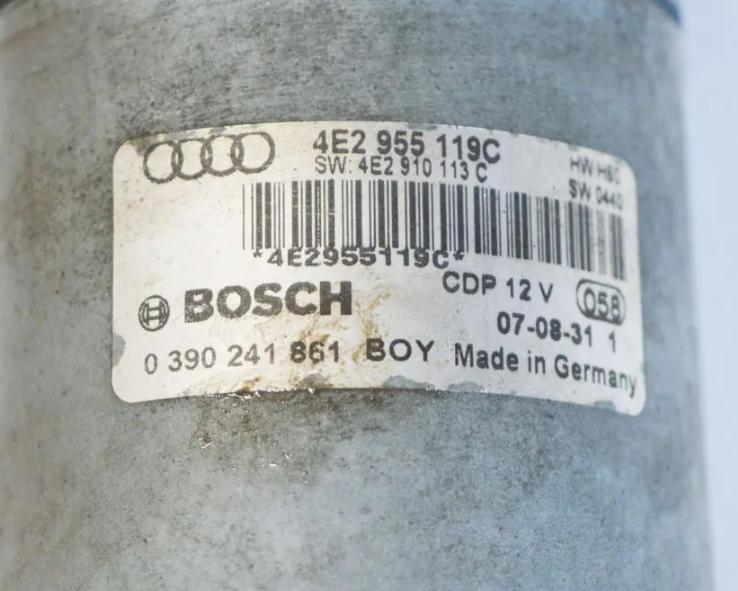 4E2 955 119C
SW: 4E2 910 113 C
HW H60
SW 0440
*4E2955119C*
CDP 12 V 058
BOSCH
07-08-31 1
0 390 241 861 BOY Made in Germany